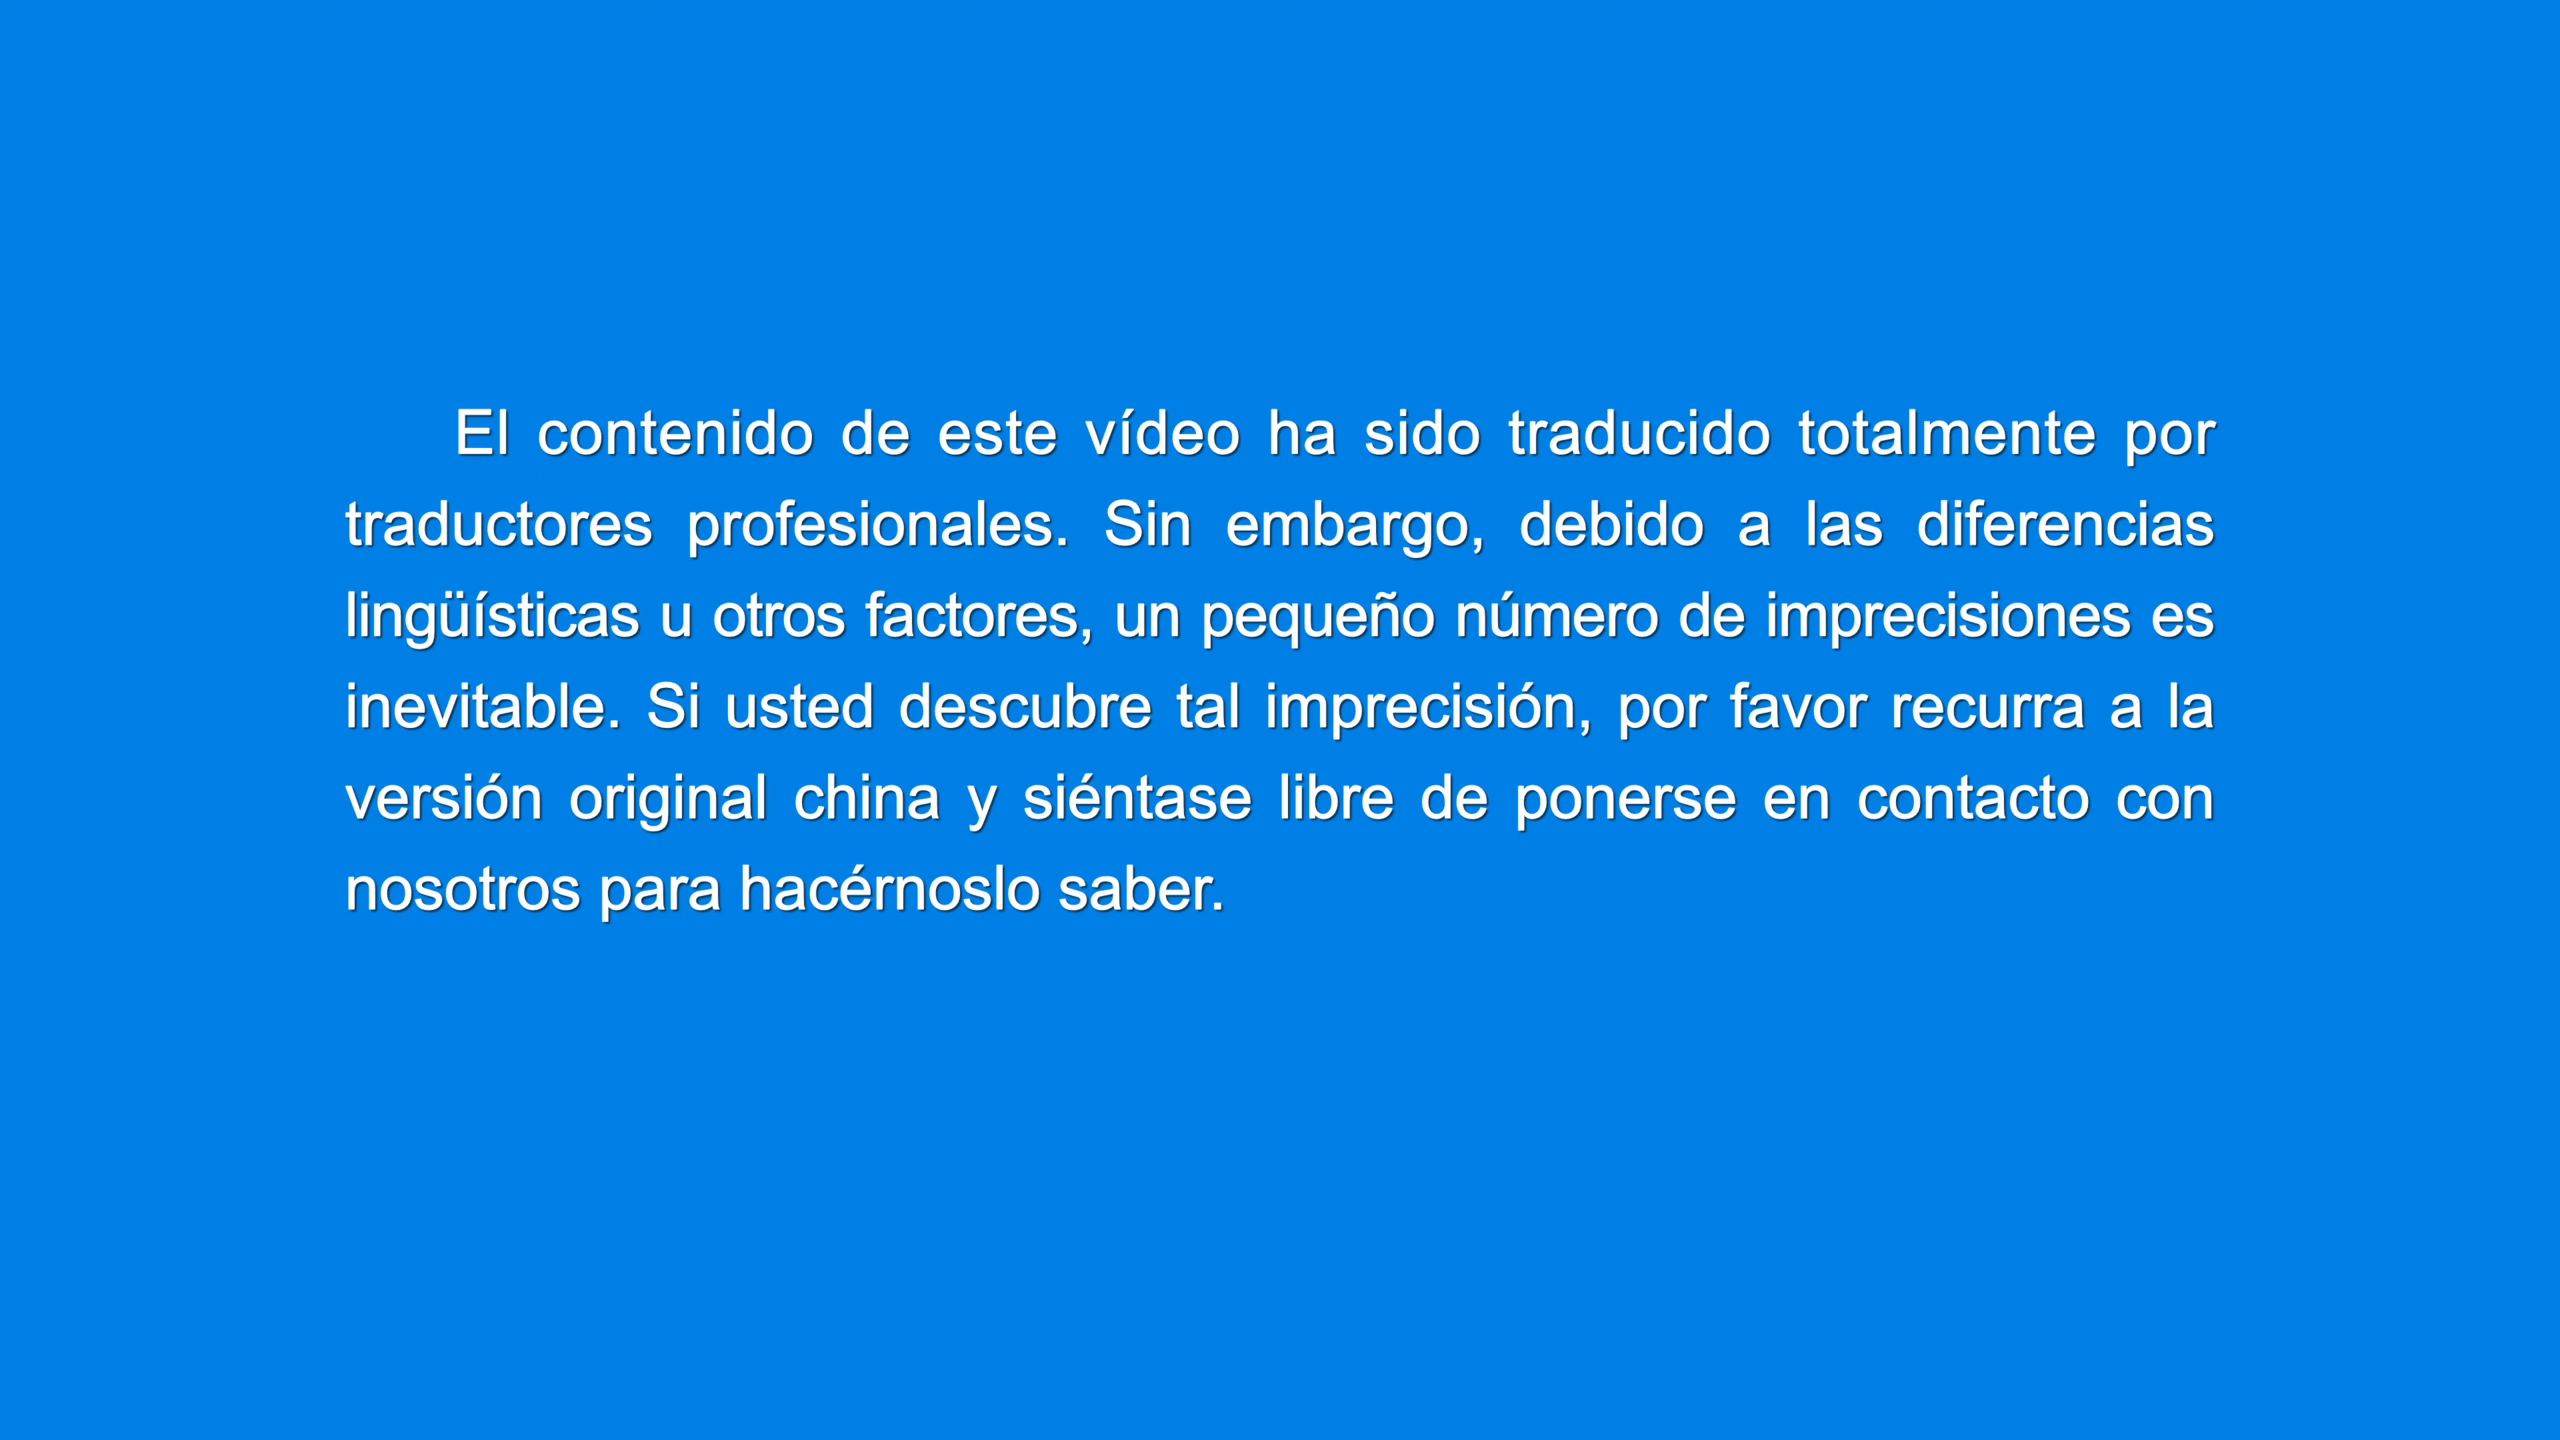 El contenido de este vídeo ha sido traducido totalmente por
traductores profesionales. Sin embargo, debido a las diferencias
lingüísticas u otros factores, un pequeño número de imprecisiones es
inevitable. Si usted descubre tal imprecisión, por favor recurra a la
versión original china y siéntase libre de ponerse en contacto con
nosotros para hacérnoslo saber.